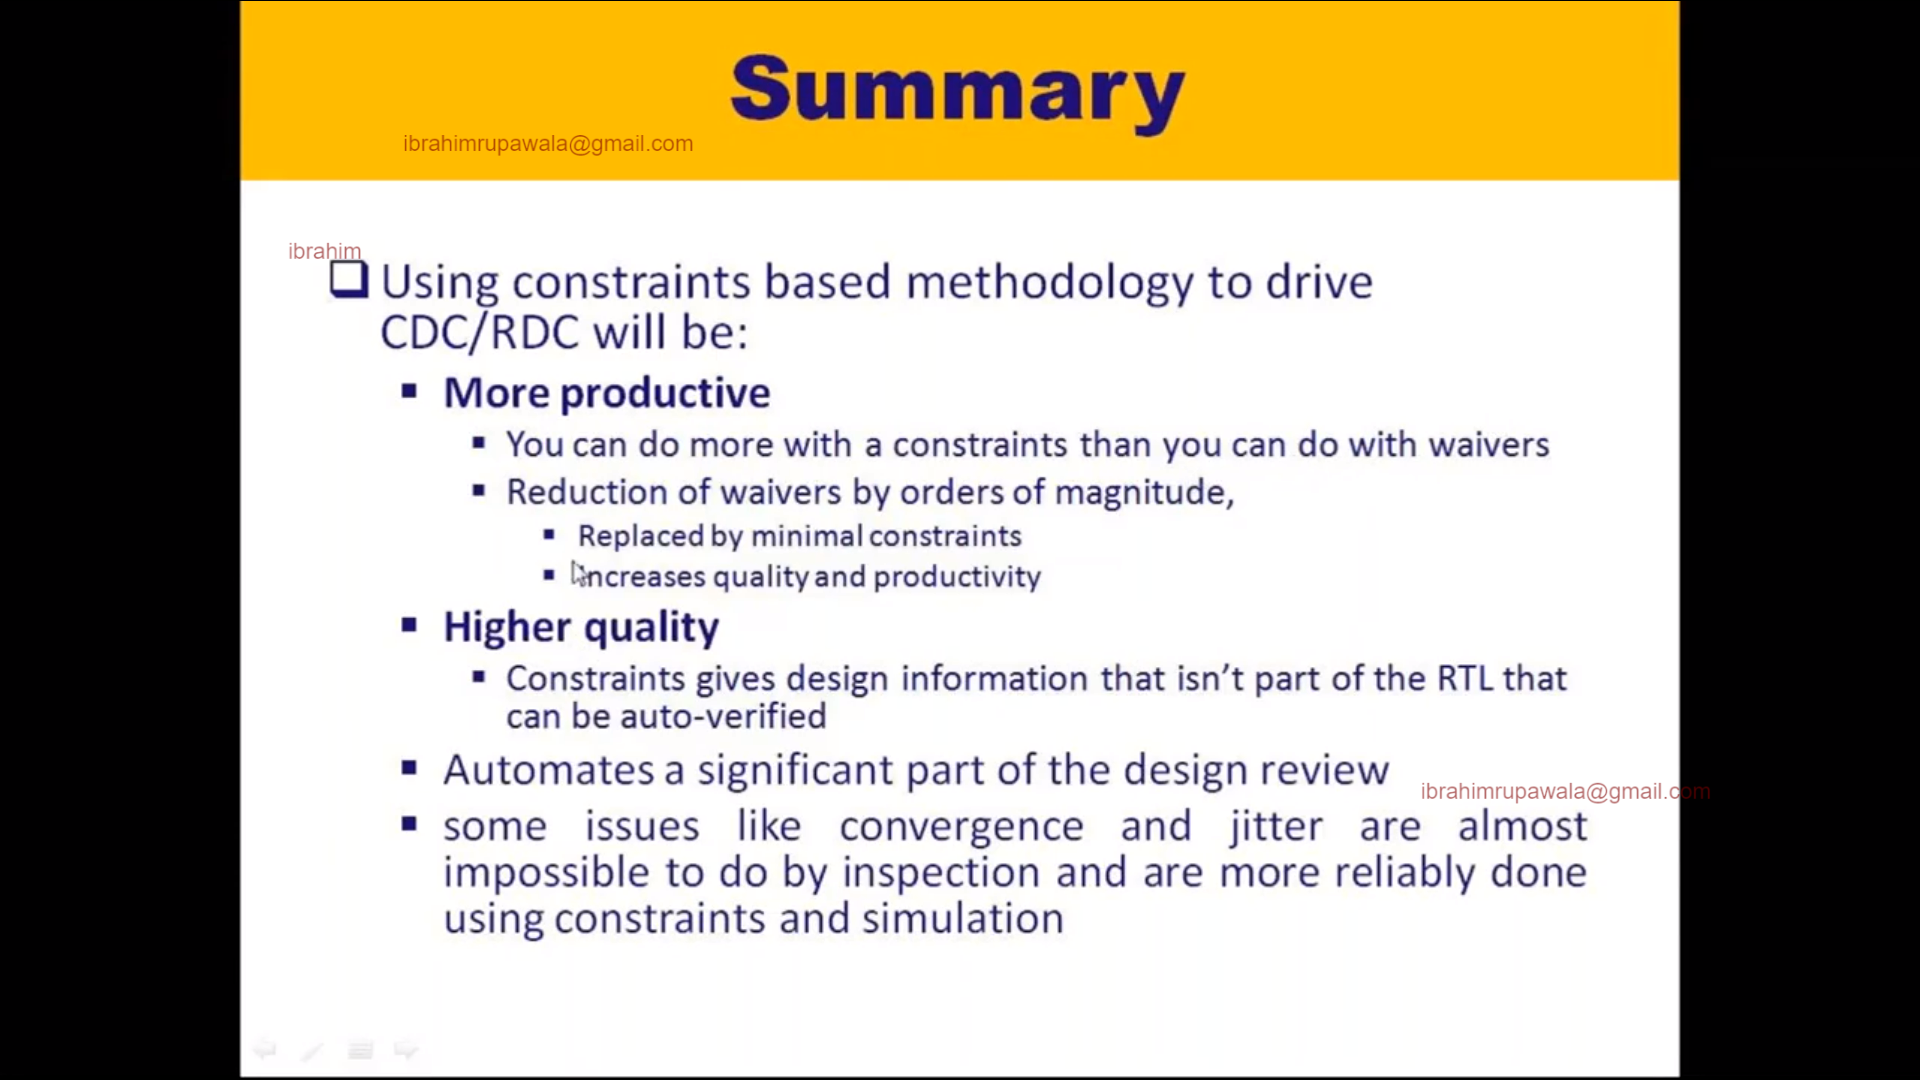 Summary
ibrahimrupawala@gmail.com
ibrahim
Using constraints based methodology to drive
CDC/RDC will be:
More productive
You can do more with a constraints than you can do with waivers
Reduction of waivers by orders of magnitude,
Replaced by minimal constraints
Increases quality and productivity
Higher quality
Constraints gives design information that isn't part of the RTL that
can be auto-verified
Automates a significant part of the design review
ibrahimrupawala@gmail.com
some issues like convergence and jitter are almost
impossible to do by inspection and are more reliably done
using constraints and simulation